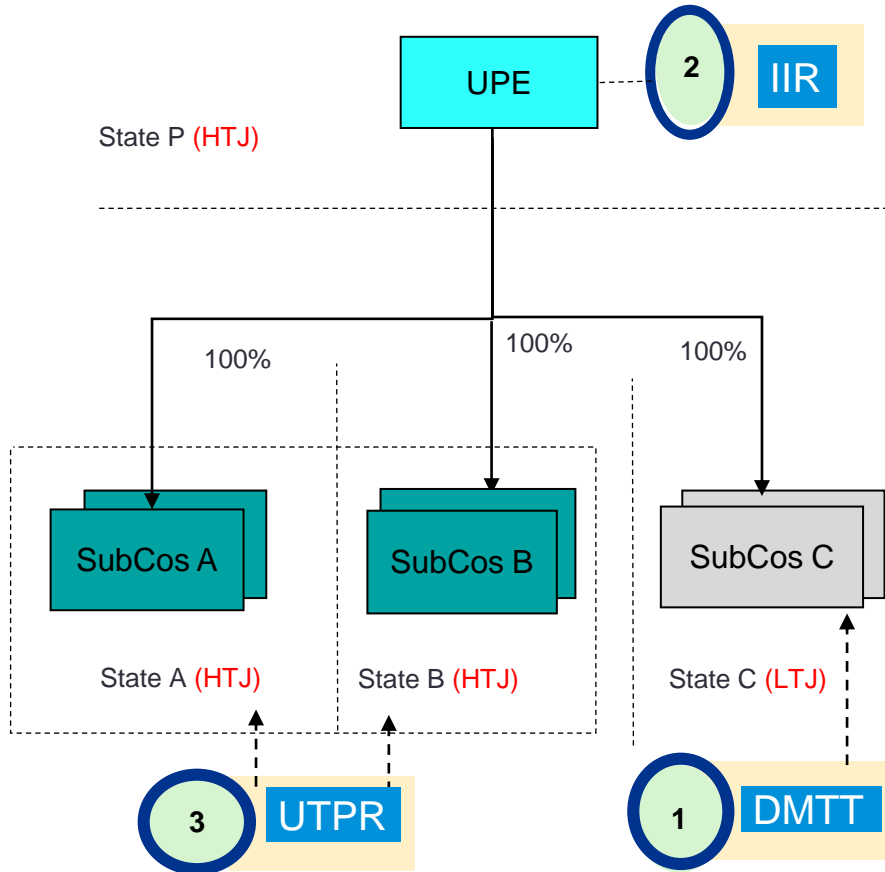 UPE
2
IIR
State P (HTJ)
100%
100%
100%
SubCos A
SubCos B
SubCos C
State A (HTJ)
State B (HTJ)
State C (LTJ)
3
UTPR
1
DMTT